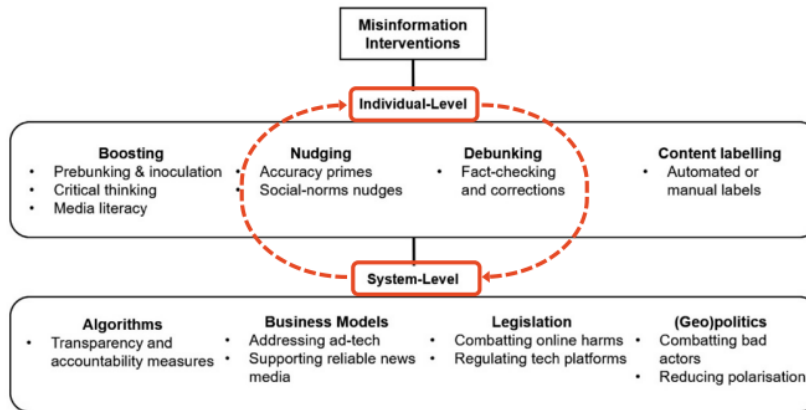 Misinformation
Interventions
Individual-Level
Boosting
• Prebunking & inoculation
• Critical thinking
• Media literacy
Nudging
• Accuracy primes
• Social-norms nudges
Debunking
• Fact-checking
and corrections
Content labelling
• Automated or
manual labels
System-Level
Algorithms
• Transparency and
accountability measures
Business Models
• Addressing ad-tech
• Supporting reliable news
media
Legislation
• Combatting online harms
• Regulating tech platforms
(Geo)politics
• Combatting bad
actors
• Reducing polarisation